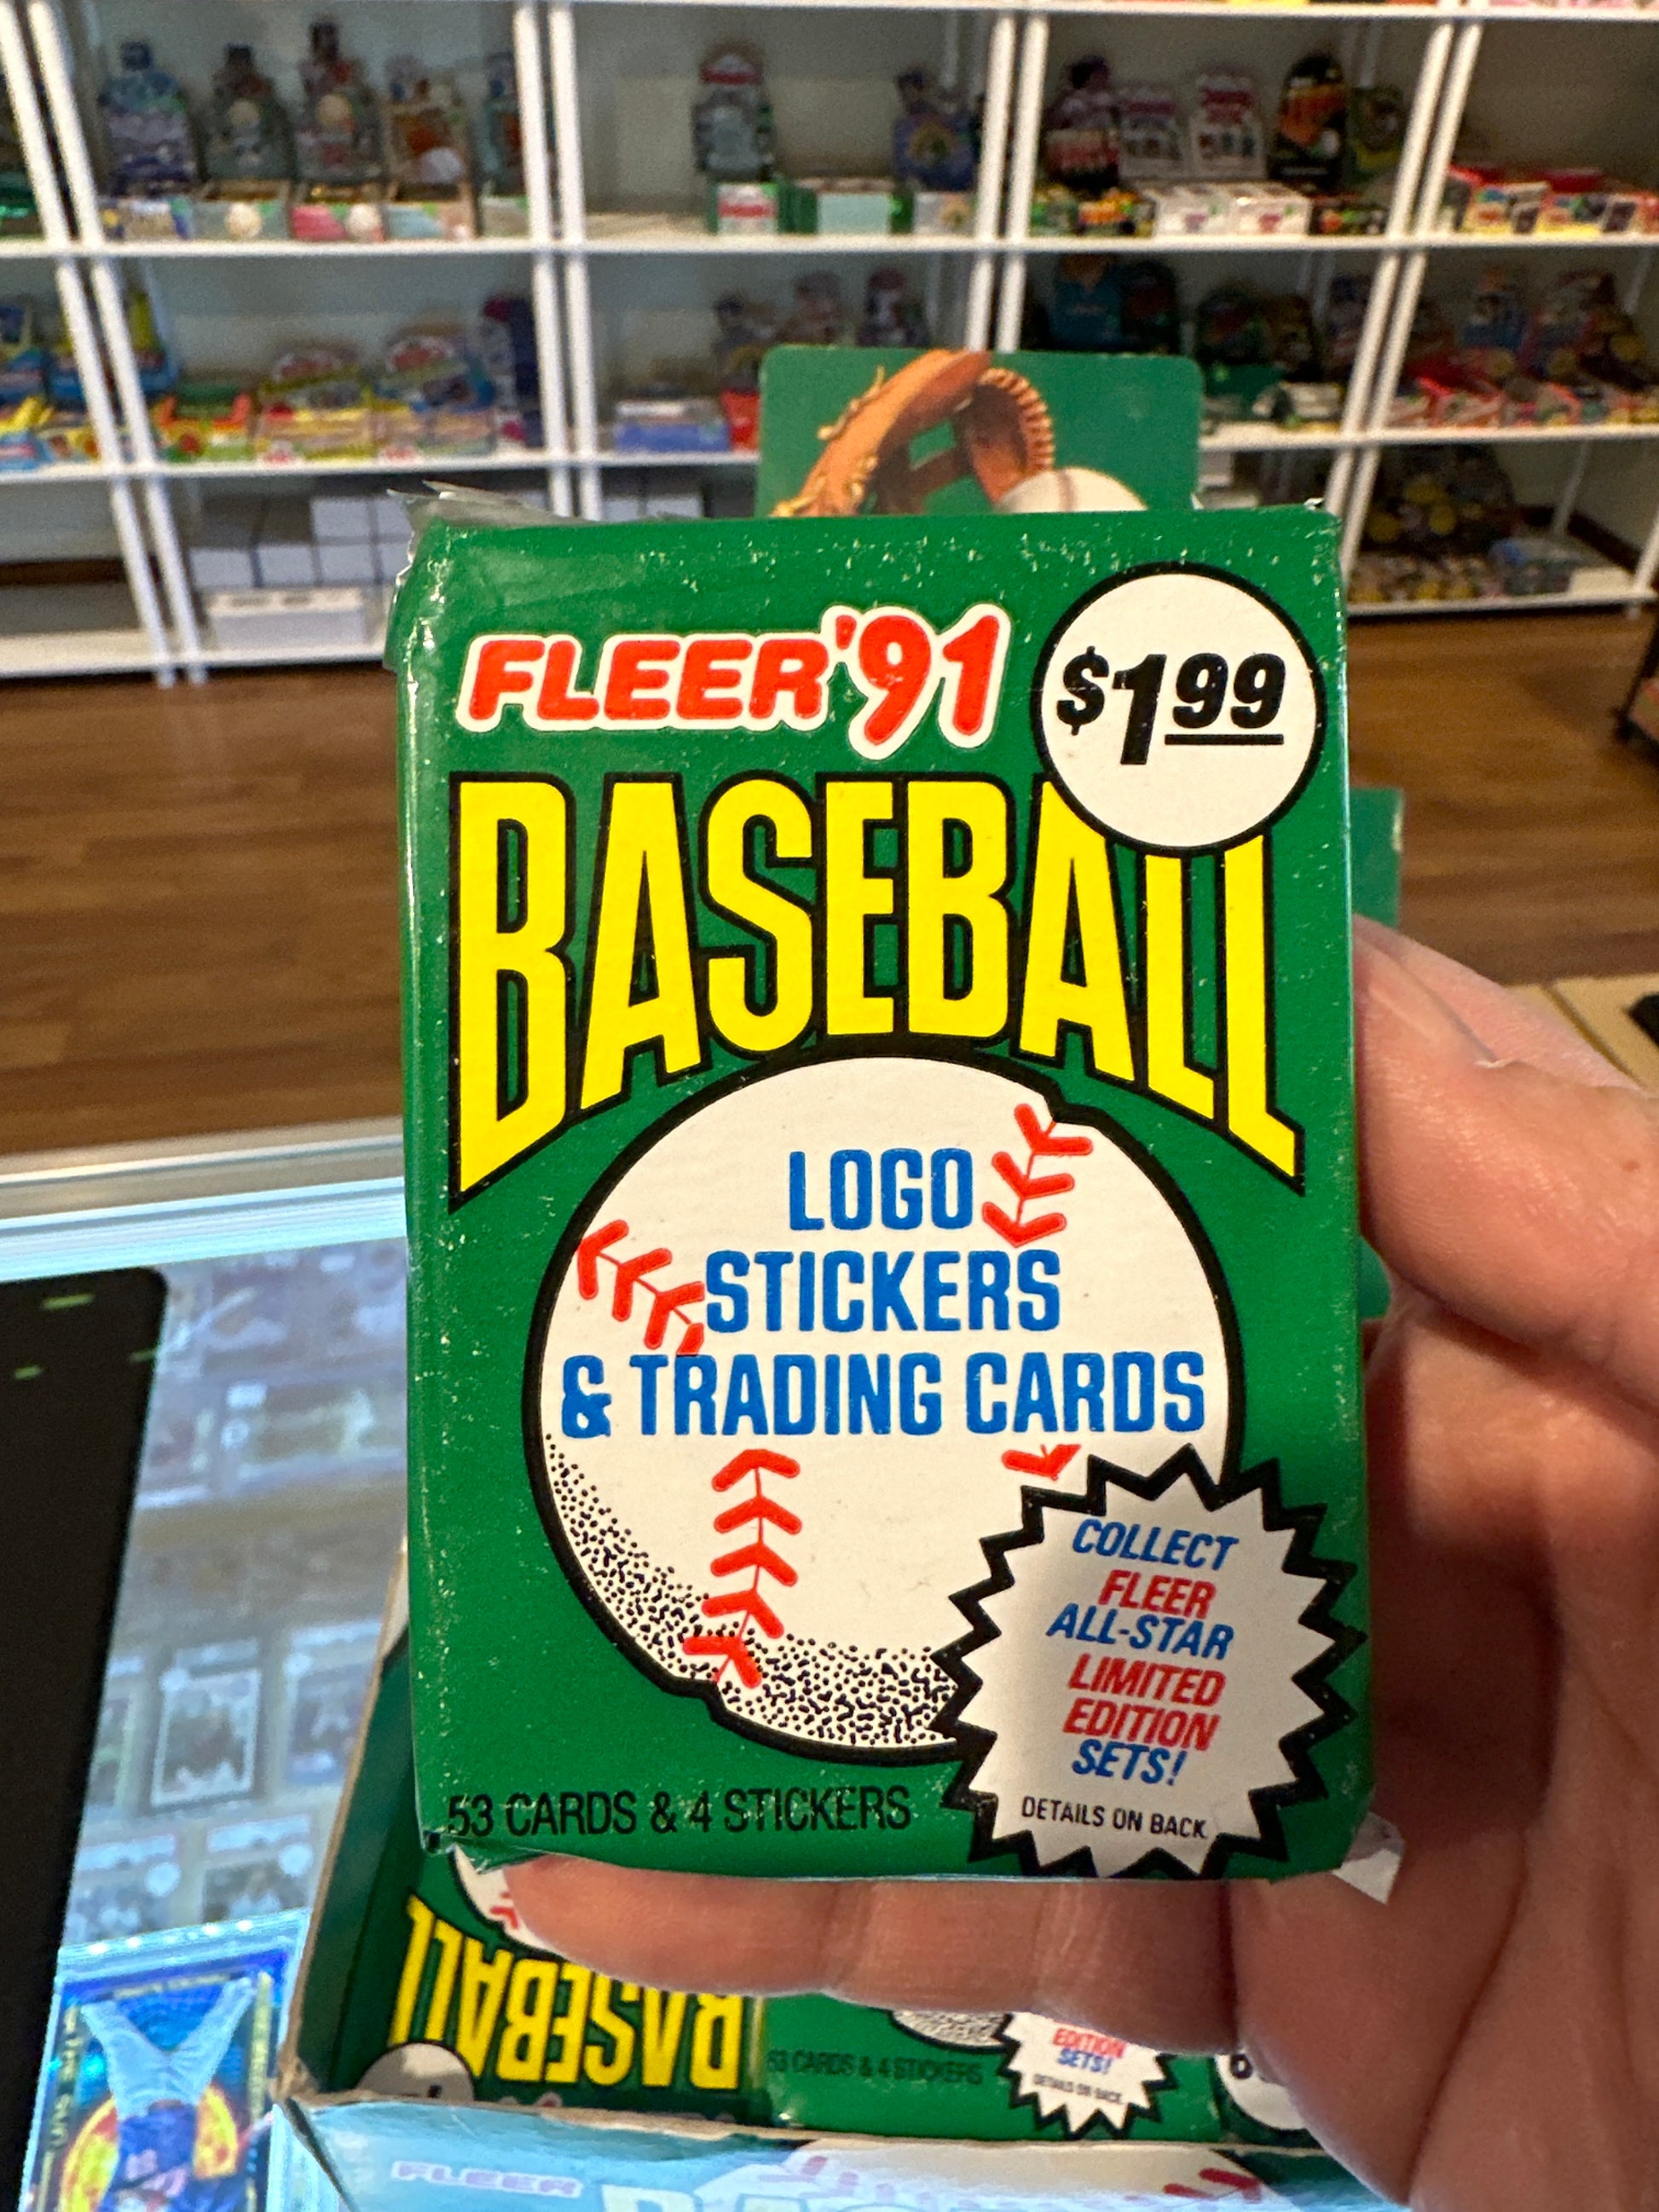 FLEER '91
$1.99
BASEBALL
LOGO
STICKERS
& TRADING CARDS
COLLECT
FLEER
ALL-STAR
LIMITED
EDITION
SETS!
DETAILS ON BACK
53 CARDS & 4 STICKERS
BASEBALL
53 CARDS & 4 STICKERS
EDITION
SETS!
DETAILS ON BACK
FLEER